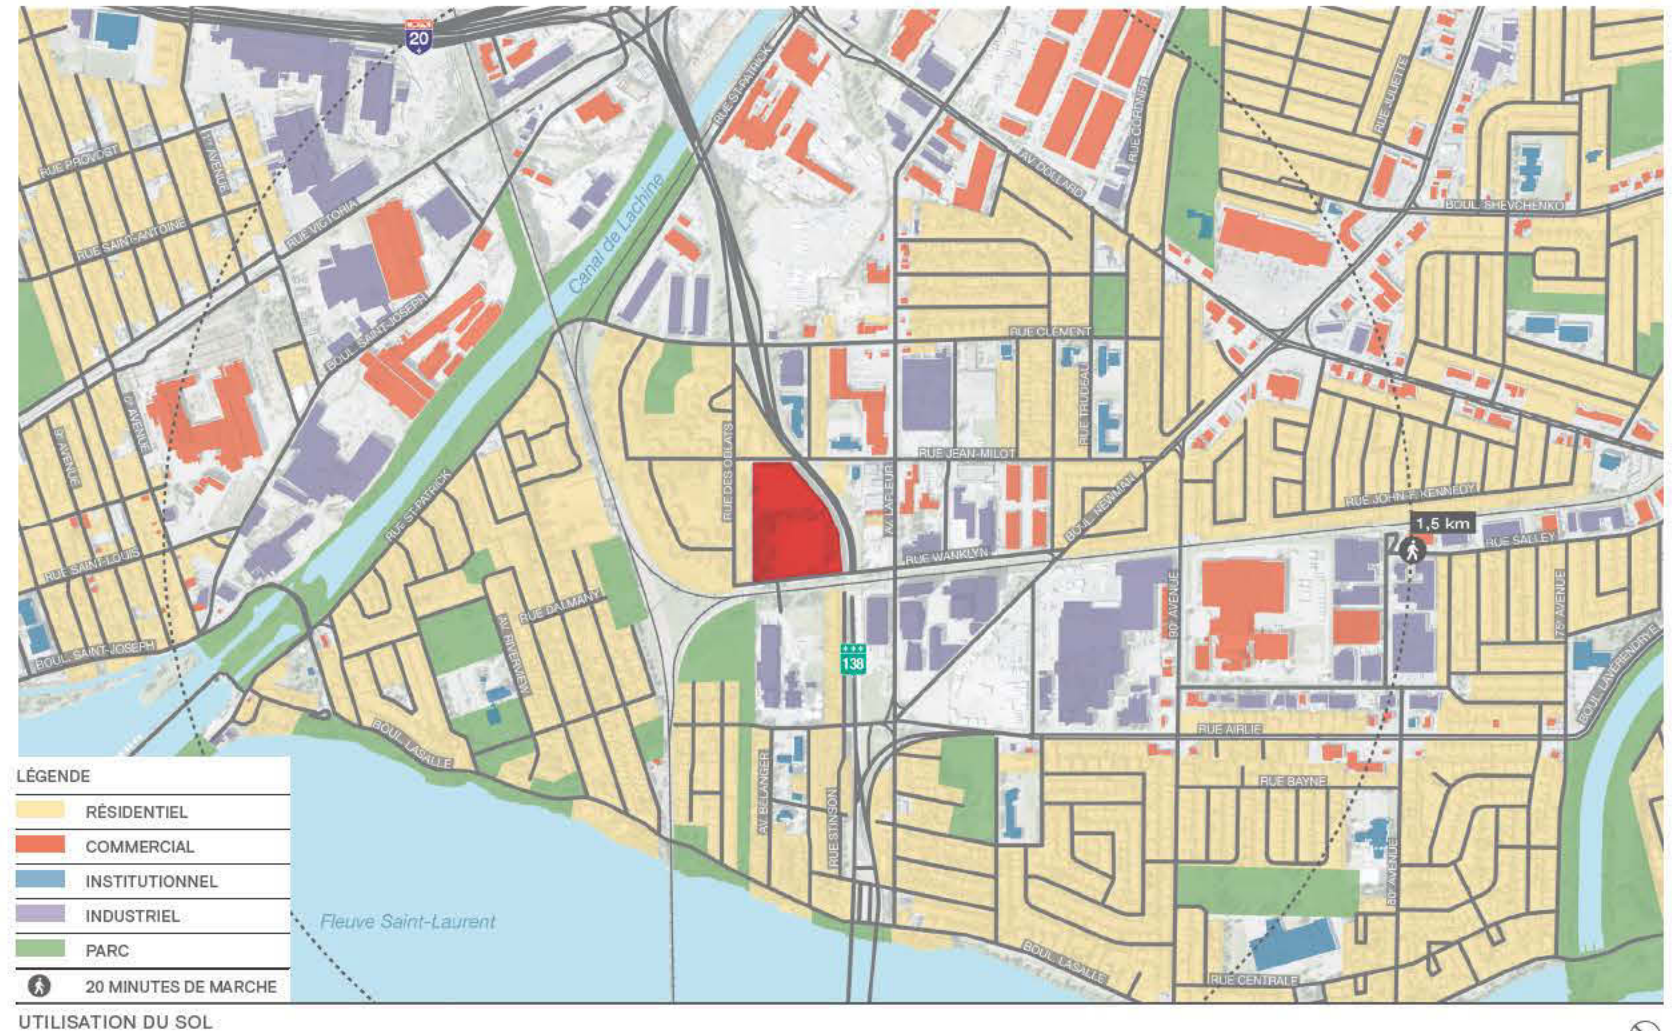 20
RUE ST-PATRICK
RUE JULIETTE
RUE CORDNER
AV. DOLLARD
RUE PROVOST
BOUL. SHEVCHENKO
RUE VICTORIA
RUE SAINT-ANTOINE
Canal de Lachine
BOUL. SAINT-JOSEPH
RUE CLÉMENT
RUE TRUDEAU
RUE DES OBLATS
RUE JEAN-MILOT
AV. LAFLEUR
RUE ST-PATRICK
BOUL. NEWMAN
RUE JOHN-F.-KENNEDY
1,5 km
RUE SALLEY
RUE WANKLYN
RUE SAINT-LOUIS
90e AVENUE
75e AVENUE
RUE DALMANY
AV. RIVERVIEW
BOUL. SAINT-JOSEPH
138
BOUL. LAVERENDRYE
BOUL. LASALLE
RUE AIRLIE
RUE BAYNE
AV. BÉLANGER
RUE STINSON
80e AVENUE
Fleuve Saint-Laurent
BOUL. LASALLE
RUE CENTRALE
LÉGENDE
RÉSIDENTIEL
COMMERCIAL
INSTITUTIONNEL
INDUSTRIEL
PARC
20 MINUTES DE MARCHE
UTILISATION DU SOL